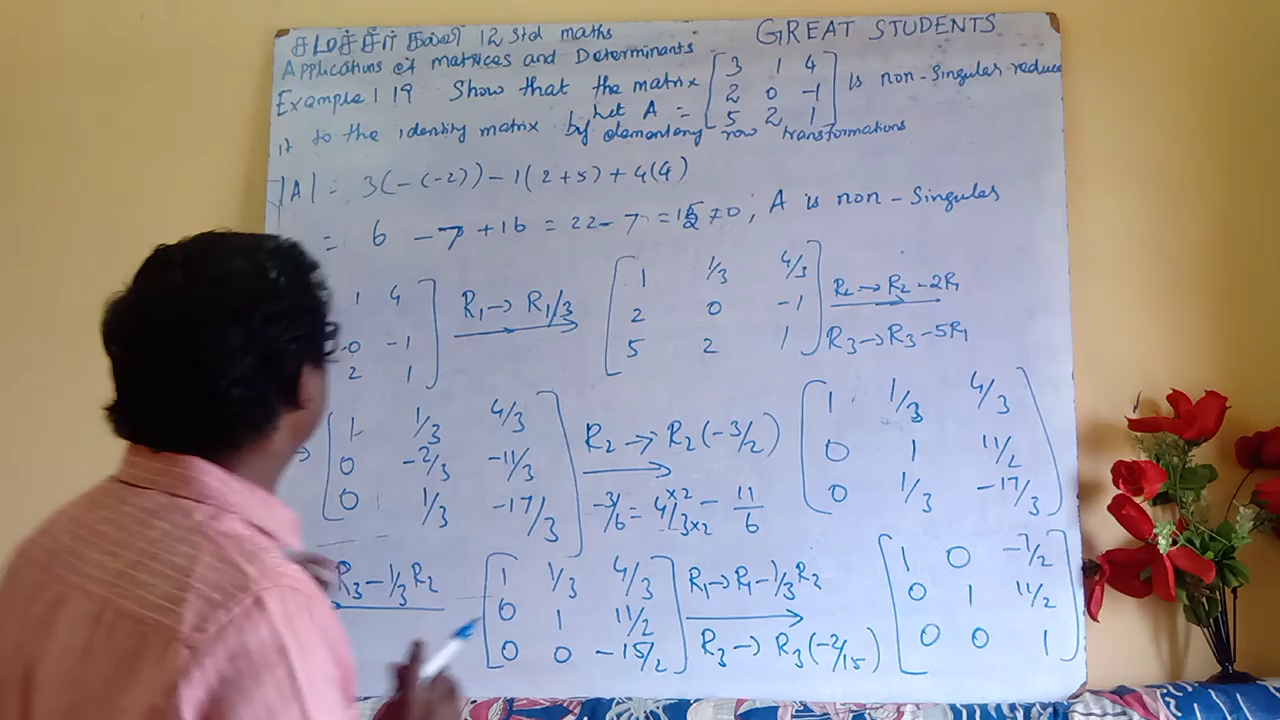 சமச்சீர் கல்வி 12 std maths GREAT STUDENTS
Applications of matrices and Determinants
Example 1 19 Show that the matrix [3 1 4 is non-Singular reduce
2 0 -1
5 2 1]
Let A =
it to the identity matrix by elementary row transformations
|A| = 3(-(-2)) - 1(2+5) + 4(4)
= 6 - 7 + 16 = 22 - 7 = 15 ≠ 0; A is non-Singular
1 4
0 -1
2 1]
R1 → R1/3
[1 1/3 4/3
2 0 -1
5 2 1]
R2 → R2 - 2R1
R3 → R3 - 5R1
→ [1 1/3 4/3
0 -2/3 -11/3
0 1/3 -17/3]
R2 → R2(-3/2)
[1 1/3 4/3
0 1 11/2
0 1/3 -17/3]
-3/6 = 4×2/3×2 - 11/6
R3 - 1/3 R2
[1 1/3 4/3
0 1 11/2
0 0 -15/2]
R1 → R1 - 1/3 R2
R3 → R3(-2/15)
[1 0 -7/2
0 1 11/2
0 0 1]